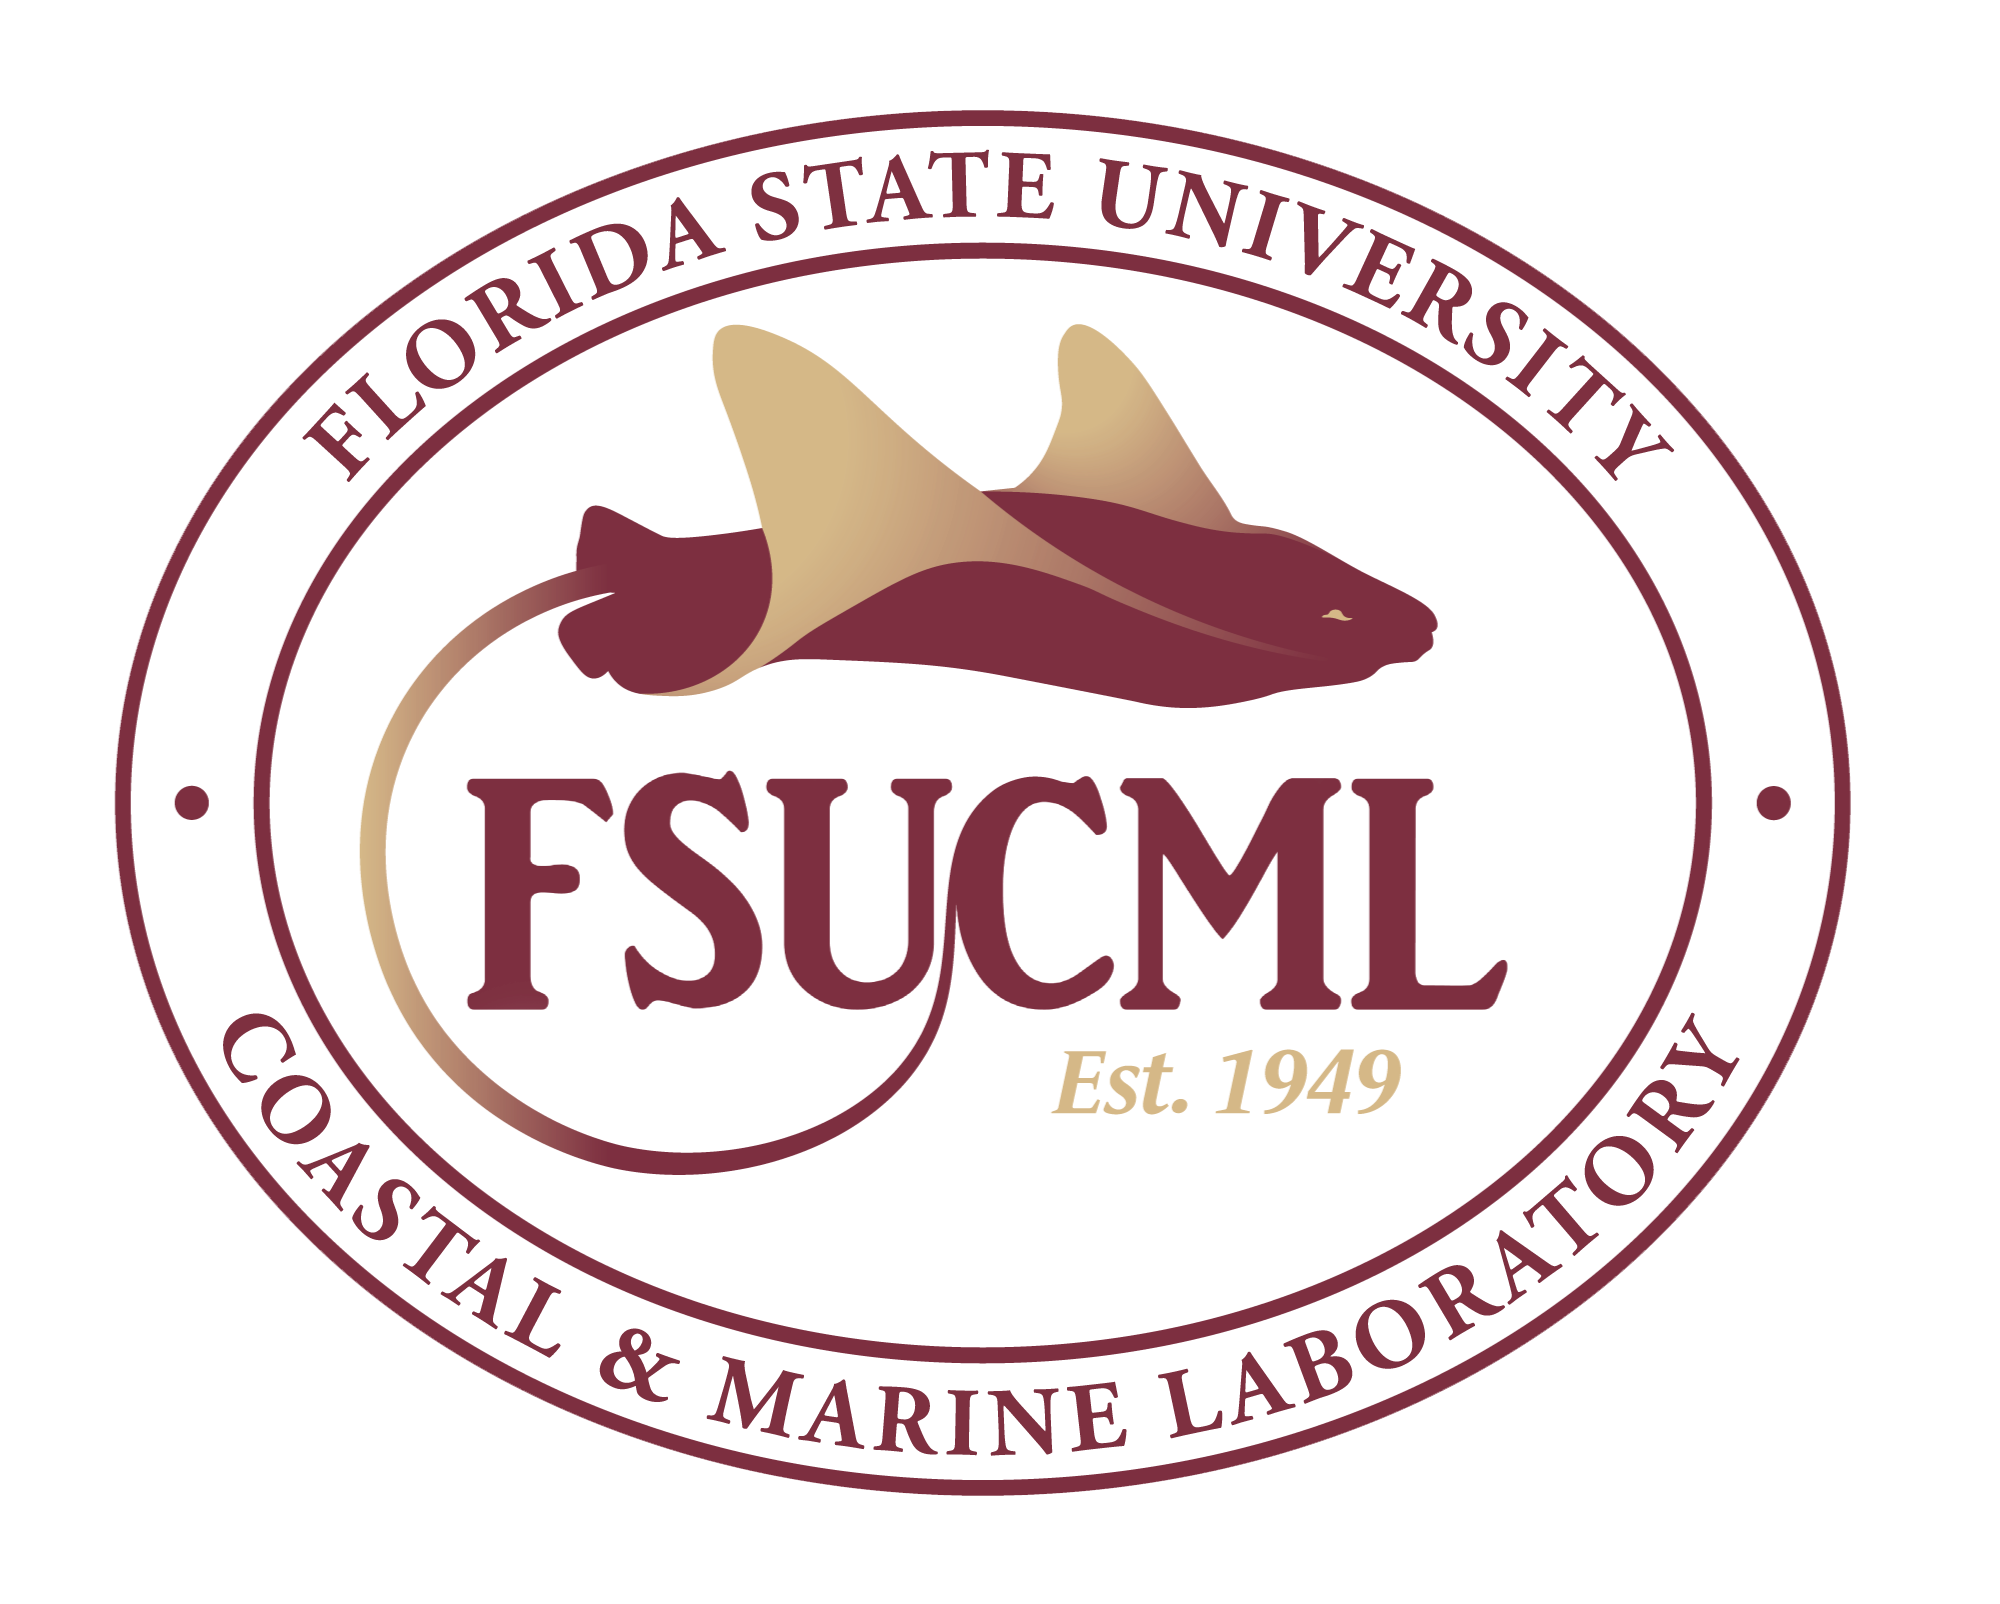 FLORIDA STATE UNIVERSITY
FSUCML
Est. 1949
COASTAL & MARINE LABORATORY